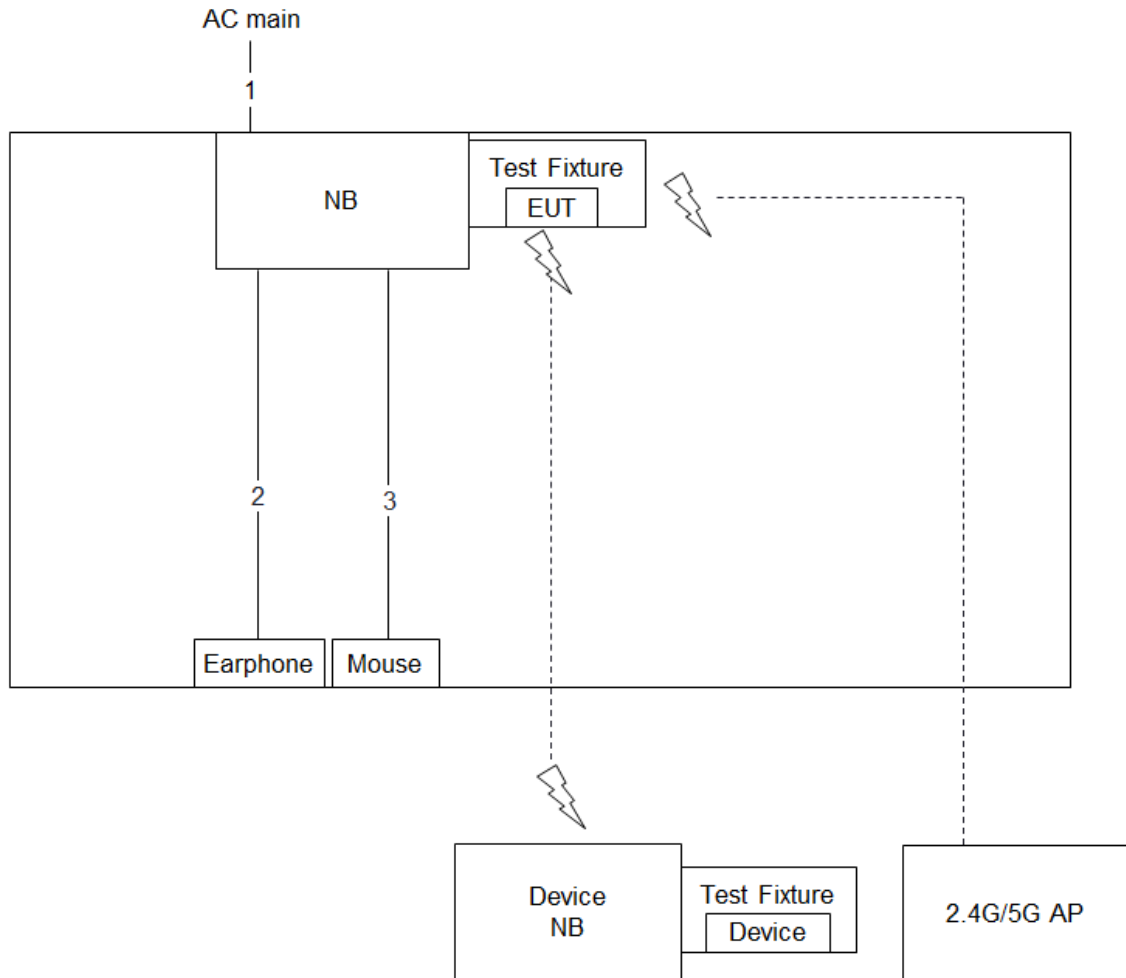 AC main
1
NB
Test Fixture
EUT
2
3
Earphone
Mouse
Device
NB
Test Fixture
Device
2.4G/5G AP